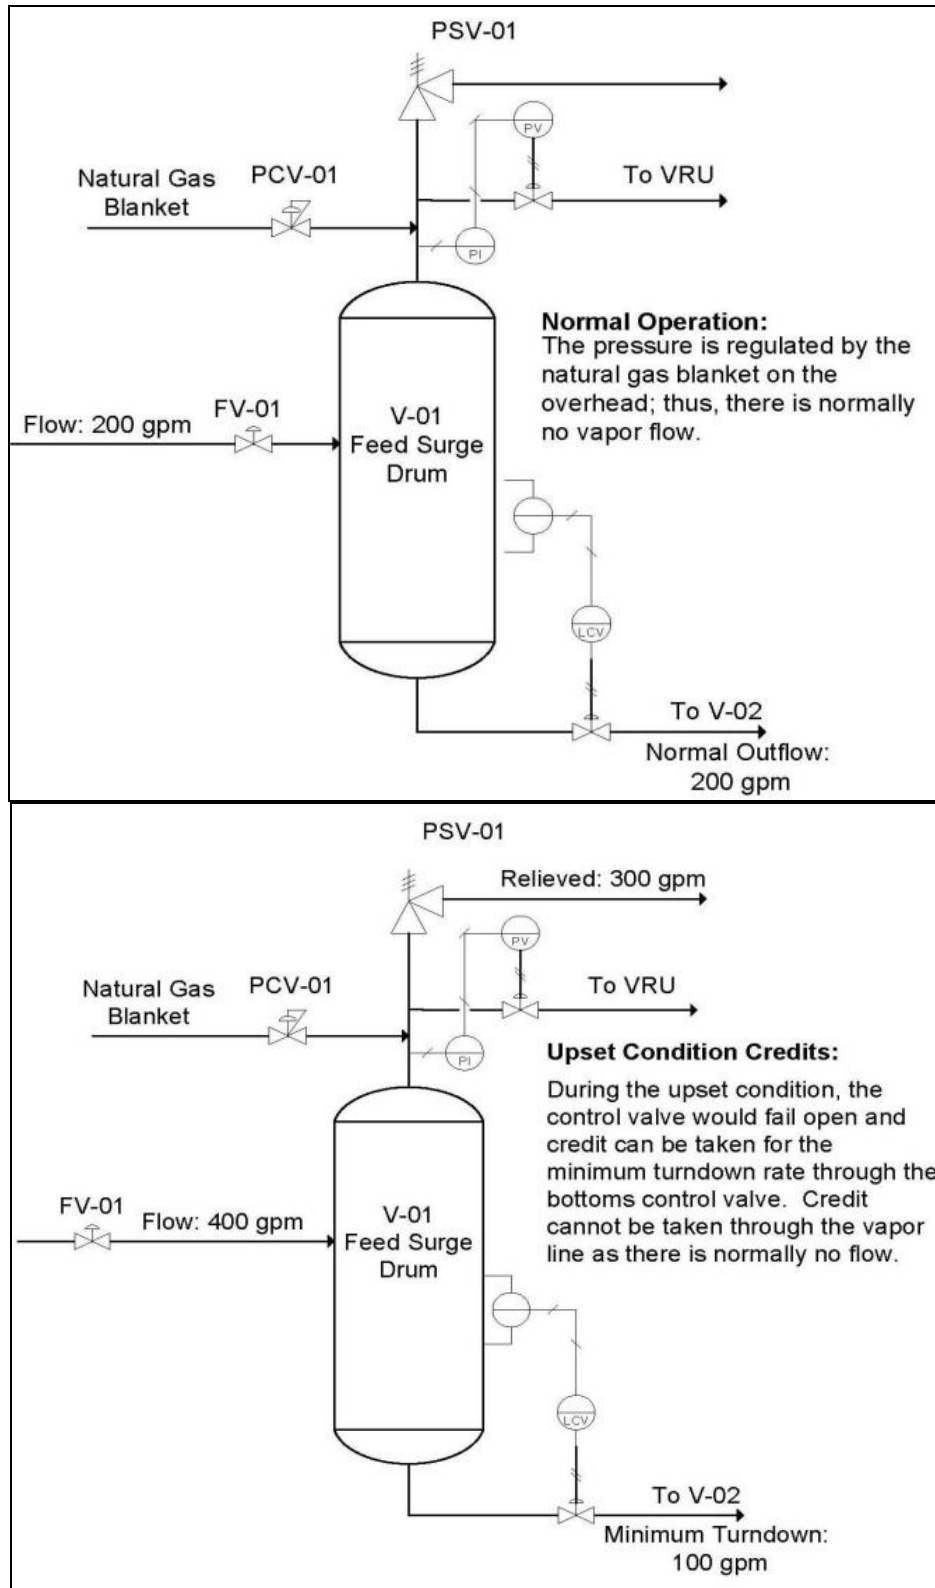 PSV-01
PV
Natural Gas
Blanket
PCV-01
To VRU
PI
Normal Operation:
The pressure is regulated by the
natural gas blanket on the
overhead; thus, there is normally
no vapor flow.
Flow: 200 gpm
FV-01
V-01
Feed Surge
Drum
LCV
To V-02
Normal Outflow:
200 gpm
PSV-01
Relieved: 300 gpm
PV
Natural Gas
Blanket
PCV-01
To VRU
PI
Upset Condition Credits:
During the upset condition, the
control valve would fail open and
credit can be taken for the
minimum turndown rate through the
bottoms control valve. Credit
cannot be taken through the vapor
line as there is normally no flow.
FV-01
Flow: 400 gpm
V-01
Feed Surge
Drum
LCV
To V-02
Minimum Turndown:
100 gpm